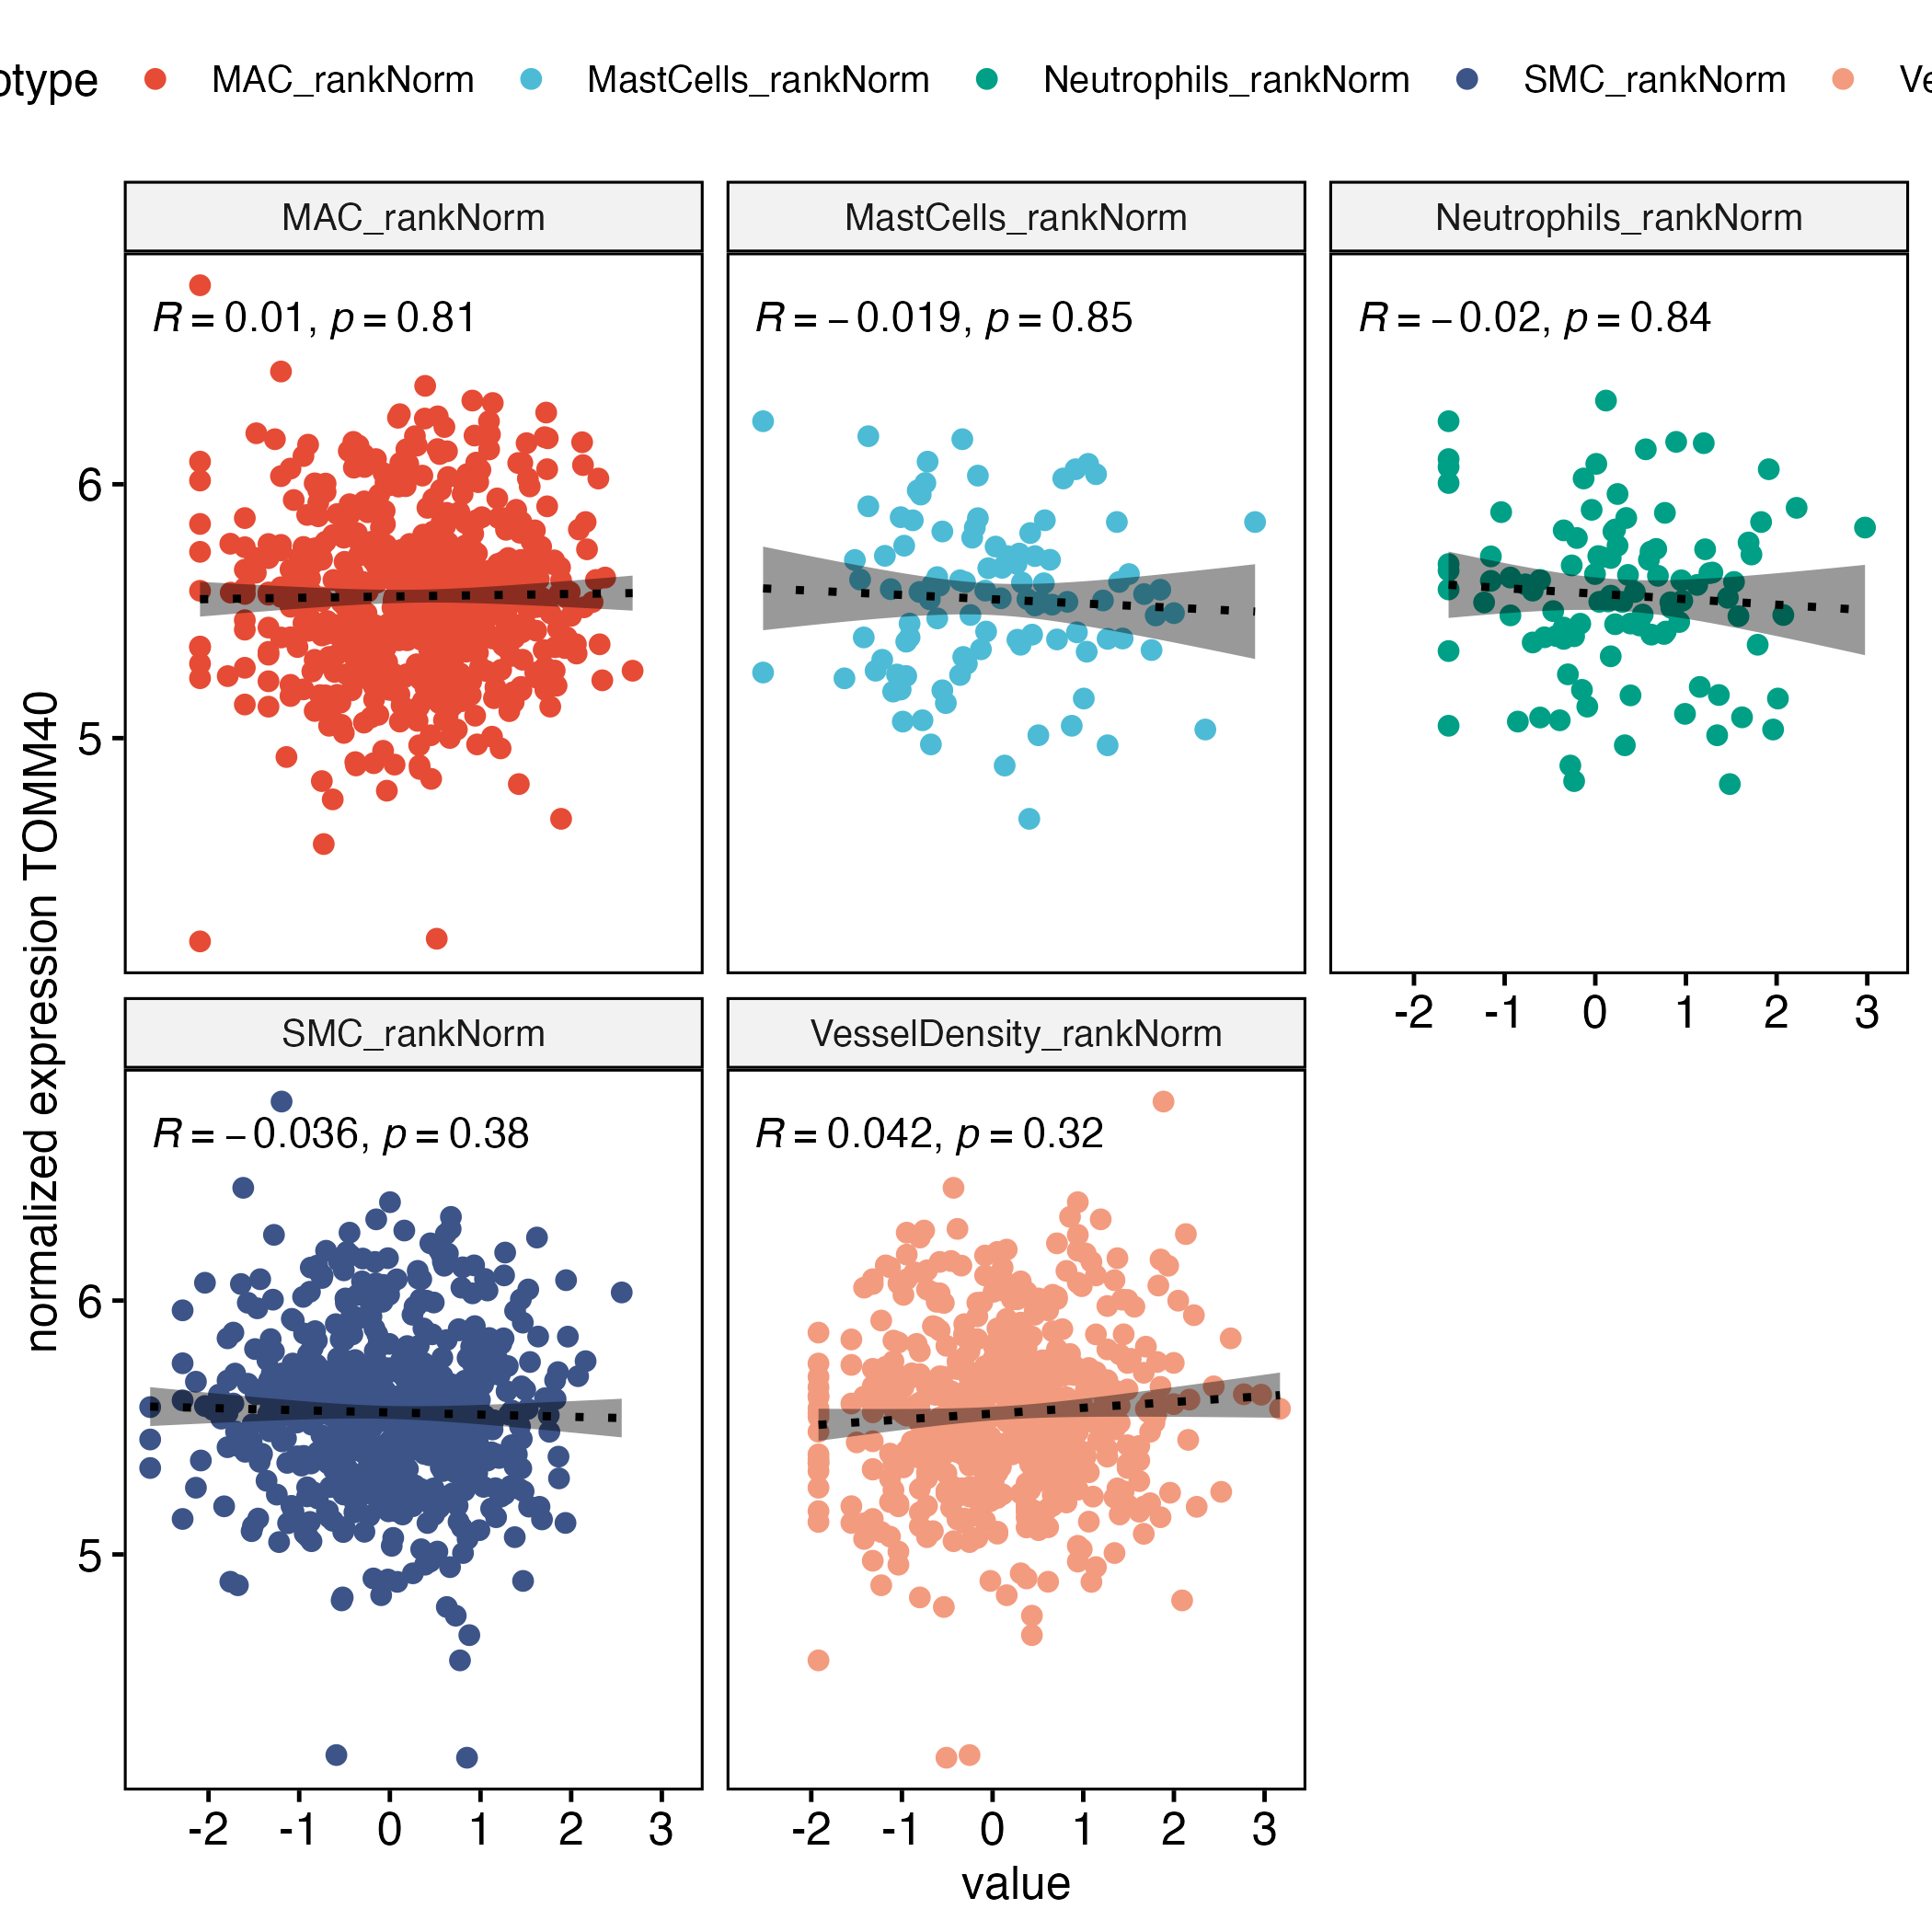 otype MAC_rankNorm MastCells_rankNorm Neutrophils_rankNorm SMC_rankNorm Ve
MAC_rankNorm MastCells_rankNorm Neutrophils_rankNorm
R = 0.01, p = 0.81 R = −0.019, p = 0.85 R = −0.02, p = 0.84
6
5
-2 -1 0 1 2 3
normalized expression TOMM40
SMC_rankNorm VesselDensity_rankNorm
R = −0.036, p = 0.38 R = 0.042, p = 0.32
6
5
-2 -1 0 1 2 3 -2 -1 0 1 2 3
value